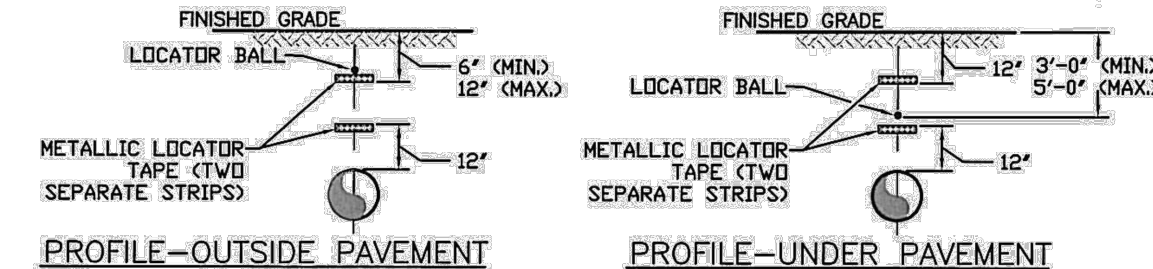 FINISHED GRADE
LOCATOR BALL
6" (MIN.)
12" (MAX.)
METALLIC LOCATOR
TAPE (TWO
SEPARATE STRIPS)
12"
PROFILE-OUTSIDE PAVEMENT
FINISHED GRADE
12"
3'-0" (MIN.)
5'-0" (MAX.)
LOCATOR BALL
METALLIC LOCATOR
TAPE (TWO
SEPARATE STRIPS)
12"
PROFILE-UNDER PAVEMENT